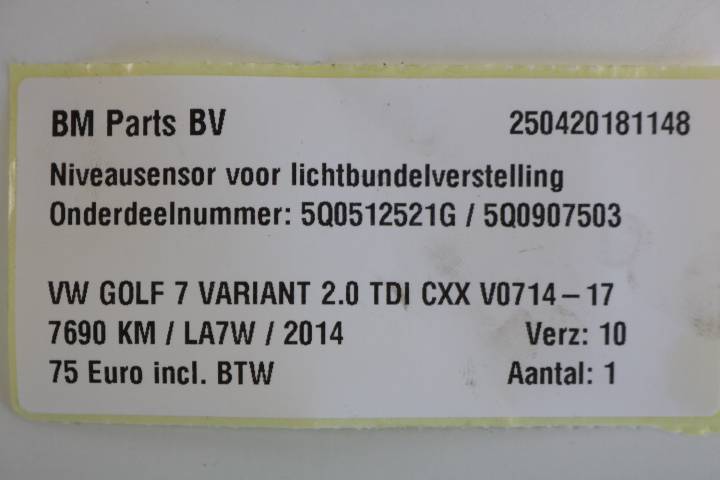 BM Parts BV 250420181148
Niveausensor voor lichtbundelverstelling
Onderdeelnummer: 5Q0512521G / 5Q0907503
VW GOLF 7 VARIANT 2.0 TDI CXX V0714-17
7690 KM / LA7W / 2014 Verz: 10
75 Euro incl. BTW Aantal: 1